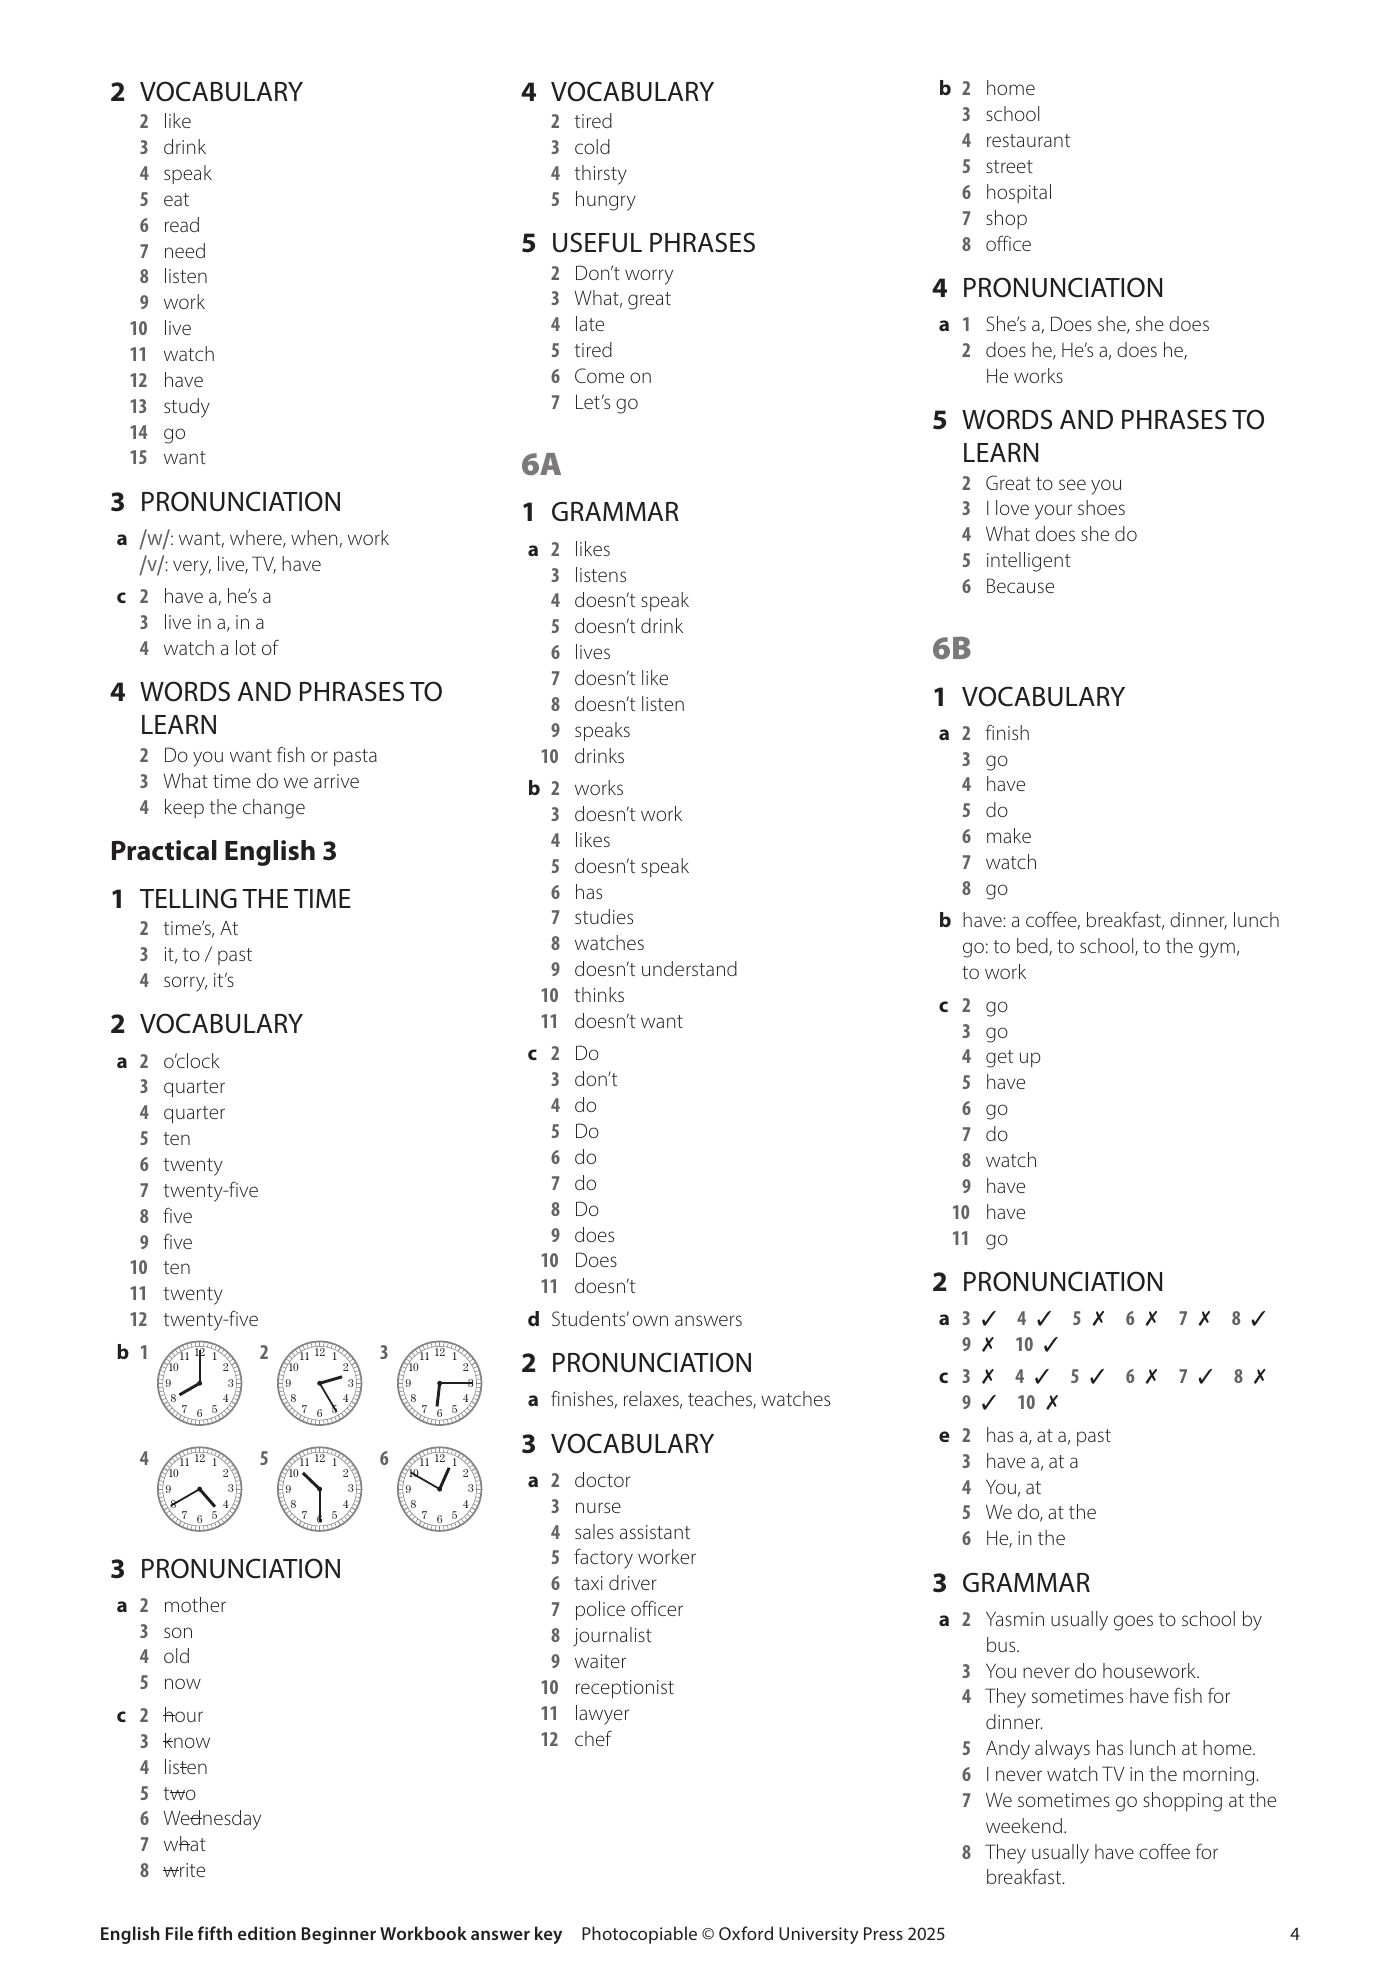 2 VOCABULARY
2 like
3 drink
4 speak
5 eat
6 read
7 need
8 listen
9 work
10 live
11 watch
12 have
13 study
14 go
15 want
3 PRONUNCIATION
a /w/: want, where, when, work
/v/: very, live, TV, have
c 2 have a, he’s a
3 live in a, in a
4 watch a lot of
4 WORDS AND PHRASES TO
LEARN
2 Do you want fish or pasta
3 What time do we arrive
4 keep the change
Practical English 3
1 TELLING THE TIME
2 time’s, At
3 it, to / past
4 sorry, it’s
2 VOCABULARY
a 2 o’clock
3 quarter
4 quarter
5 ten
6 twenty
7 twenty-five
8 five
9 five
10 ten
11 twenty
12 twenty-five
b 1 2 3
4 5 6
3 PRONUNCIATION
a 2 mother
3 son
4 old
5 now
c 2 hour
3 know
4 listen
5 two
6 Wednesday
7 what
8 write
4 VOCABULARY
2 tired
3 cold
4 thirsty
5 hungry
5 USEFUL PHRASES
2 Don’t worry
3 What, great
4 late
5 tired
6 Come on
7 Let’s go
6A
1 GRAMMAR
a 2 likes
3 listens
4 doesn’t speak
5 doesn’t drink
6 lives
7 doesn’t like
8 doesn’t listen
9 speaks
10 drinks
b 2 works
3 doesn’t work
4 likes
5 doesn’t speak
6 has
7 studies
8 watches
9 doesn’t understand
10 thinks
11 doesn’t want
c 2 Do
3 don’t
4 do
5 Do
6 do
7 do
8 Do
9 does
10 Does
11 doesn’t
d Students’ own answers
2 PRONUNCIATION
a finishes, relaxes, teaches, watches
3 VOCABULARY
a 2 doctor
3 nurse
4 sales assistant
5 factory worker
6 taxi driver
7 police officer
8 journalist
9 waiter
10 receptionist
11 lawyer
12 chef
b 2 home
3 school
4 restaurant
5 street
6 hospital
7 shop
8 office
4 PRONUNCIATION
a 1 She’s a, Does she, she does
2 does he, He’s a, does he,
He works
5 WORDS AND PHRASES TO
LEARN
2 Great to see you
3 I love your shoes
4 What does she do
5 intelligent
6 Because
6B
1 VOCABULARY
a 2 finish
3 go
4 have
5 do
6 make
7 watch
8 go
b have: a coffee, breakfast, dinner, lunch
go: to bed, to school, to the gym,
to work
c 2 go
3 go
4 get up
5 have
6 go
7 do
8 watch
9 have
10 have
11 go
2 PRONUNCIATION
a 3 ✓ 4 ✓ 5 ✗ 6 ✗ 7 ✗ 8 ✓
9 ✗ 10 ✓
c 3 ✗ 4 ✓ 5 ✓ 6 ✗ 7 ✓ 8 ✗
9 ✓ 10 ✗
e 2 has a, at a, past
3 have a, at a
4 You, at
5 We do, at the
6 He, in the
3 GRAMMAR
a 2 Yasmin usually goes to school by
bus.
3 You never do housework.
4 They sometimes have fish for
dinner.
5 Andy always has lunch at home.
6 I never watch TV in the morning.
7 We sometimes go shopping at the
weekend.
8 They usually have coffee for
breakfast.
English File fifth edition Beginner Workbook answer key Photocopiable © Oxford University Press 2025 4